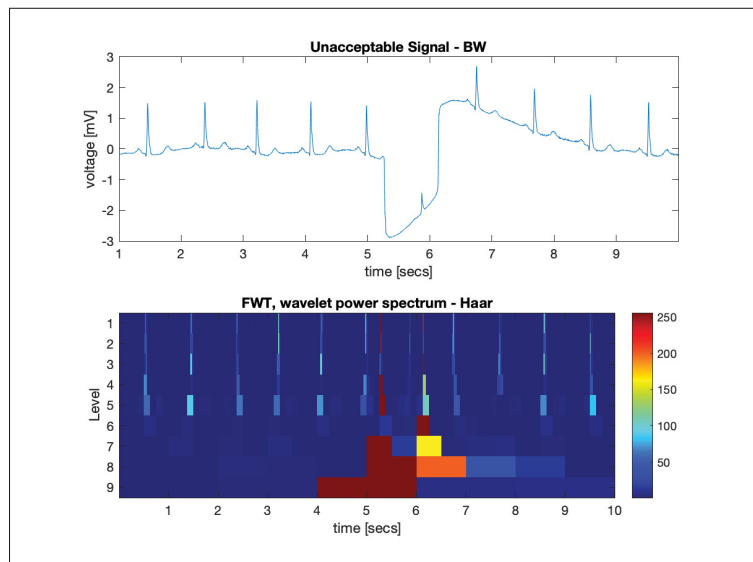 Unacceptable Signal - BW
3
2
1
0
-1
-2
-3
voltage [mV]
1 2 3 4 5 6 7 8 9
time [secs]
FWT, wavelet power spectrum - Haar
1
2
3
4
5
6
7
8
9
Level
1 2 3 4 5 6 7 8 9 10
time [secs]
250
200
150
100
50